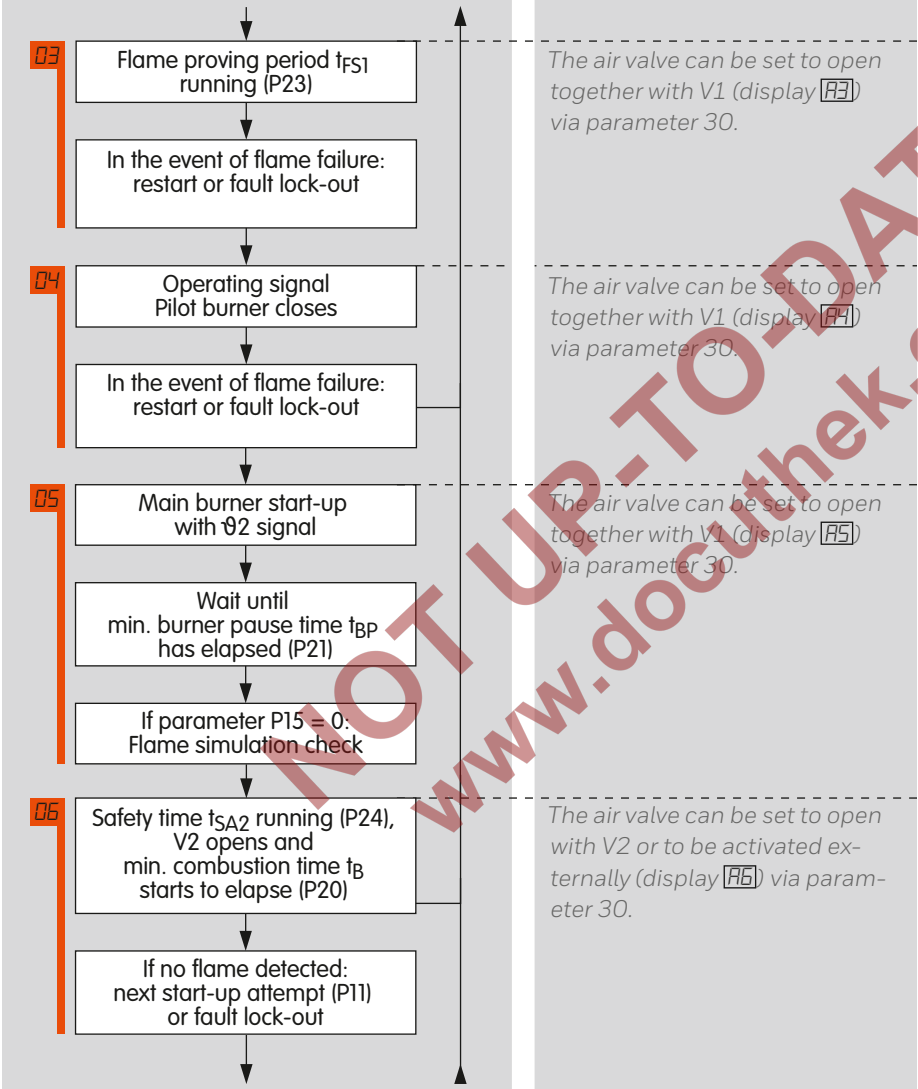 03
Flame proving period tFS1
running (P23)
The air valve can be set to open
together with V1 (display A3)
via parameter 30.
In the event of flame failure:
restart or fault lock-out
04
Operating signal
Pilot burner closes
The air valve can be set to open
together with V1 (display A4)
via parameter 30.
In the event of flame failure:
restart or fault lock-out
05
Main burner start-up
with ϑ2 signal
The air valve can be set to open
together with V1 (display A5)
via parameter 30.
Wait until
min. burner pause time tBP
has elapsed (P21)
If parameter P15 = 0:
Flame simulation check
06
Safety time tSA2 running (P24),
V2 opens and
min. combustion time tB
starts to elapse (P20)
The air valve can be set to open
with V2 or to be activated ex-
ternally (display A6) via param-
eter 30.
If no flame detected:
next start-up attempt (P11)
or fault lock-out
NOT UP-TO-DAT
www.docuthek.